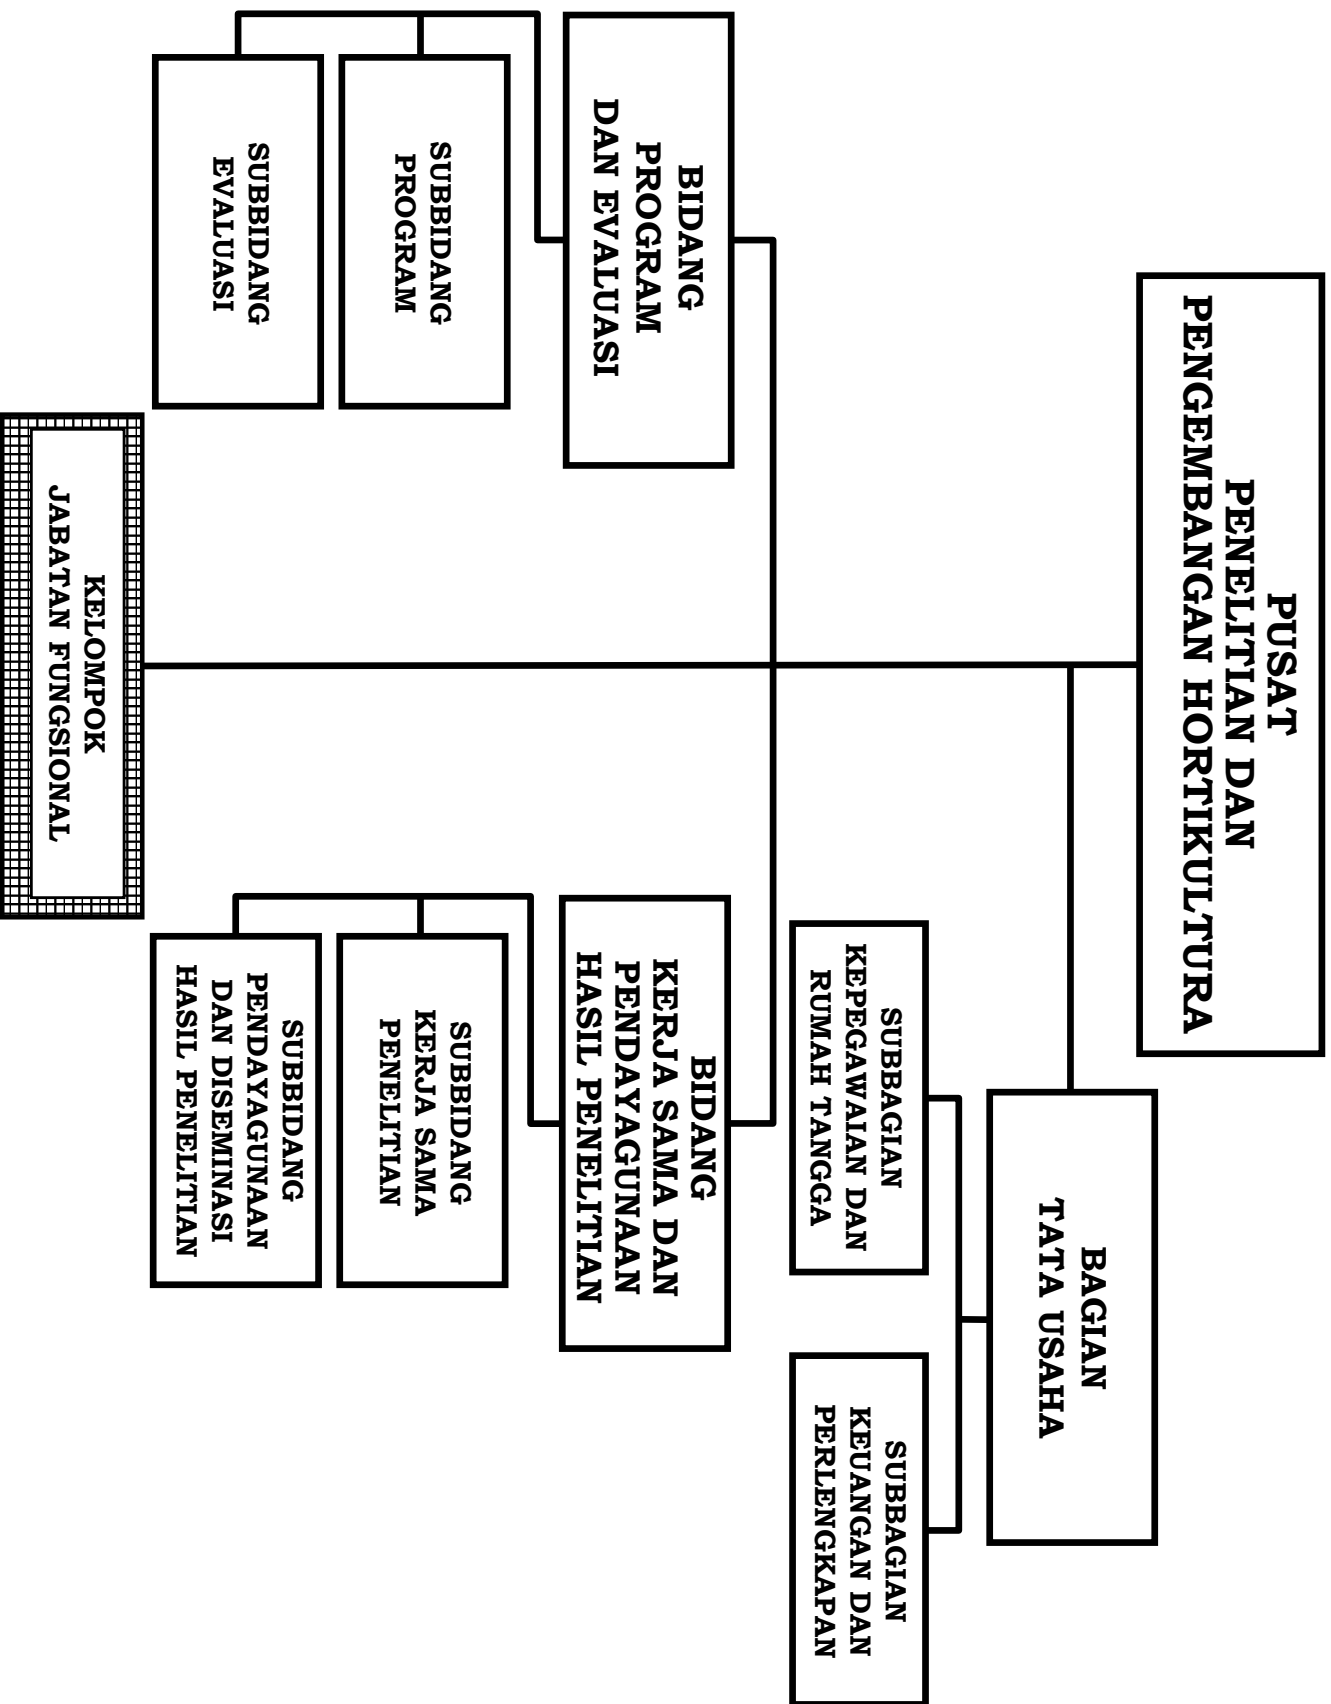 PUSAT
PENELITIAN DAN
PENGEMBANGAN HORTIKULTURA
BAGIAN
TATA USAHA
SUBBAGIAN
KEPEGAWAIAN DAN
RUMAH TANGGA
SUBBAGIAN
KEUANGAN DAN
PERLENGKAPAN
BIDANG
PROGRAM
DAN EVALUASI
BIDANG
KERJA SAMA DAN
PENDAYAGUNAAN
HASIL PENELITIAN
SUBBIDANG
PROGRAM
SUBBIDANG
EVALUASI
SUBBIDANG
KERJA SAMA
PENELITIAN
SUBBIDANG
PENDAYAGUNAAN
DAN DISEMINASI
HASIL PENELITIAN
KELOMPOK
JABATAN FUNGSIONAL